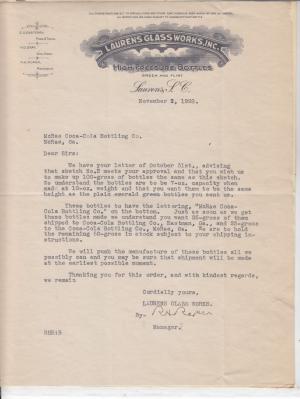 LAURENS GLASS WORKS, INC.
HIGH PRESSURE BOTTLES
GREEN AND FLINT
Laurens, S.C.
November 2, 1922.
McRae Coca-Cola Bottling Co.
McRae, Ga.
Dear Sirs:
We have your letter of October 31st., advising
that sketch No.2 meets your approval and that you wish us
to make up 100-gross of bottles the same as this sketch.
We understand the bottles are to be 7-oz. capacity when
made at 18-oz. weight and that you want them to be the same
height as the plain emerald green bottles you sent us.
These bottles to have the lettering, "McRae Coca-
Cola Bottling Co." on the bottom. Just as soon as we get
these bottles made we understand you want 25-gross of them
shipped to Coca-Cola Bottling Co., Eastman, Ga., and 25-gross
to the Coca-Cola Bottling Co., McRae, Ga. We are to hold
the remaining 50-gross in stock subject to your shipping in-
structions.
We will push the manufacture of these bottles all we
possibly can and you may be sure that shipment will be made
at the earliest possible moment.
Thanking you for this order, and with kindest regards,
we remain
Cordially yours,
LAURENS GLASS WORKS.
By-
Manager.